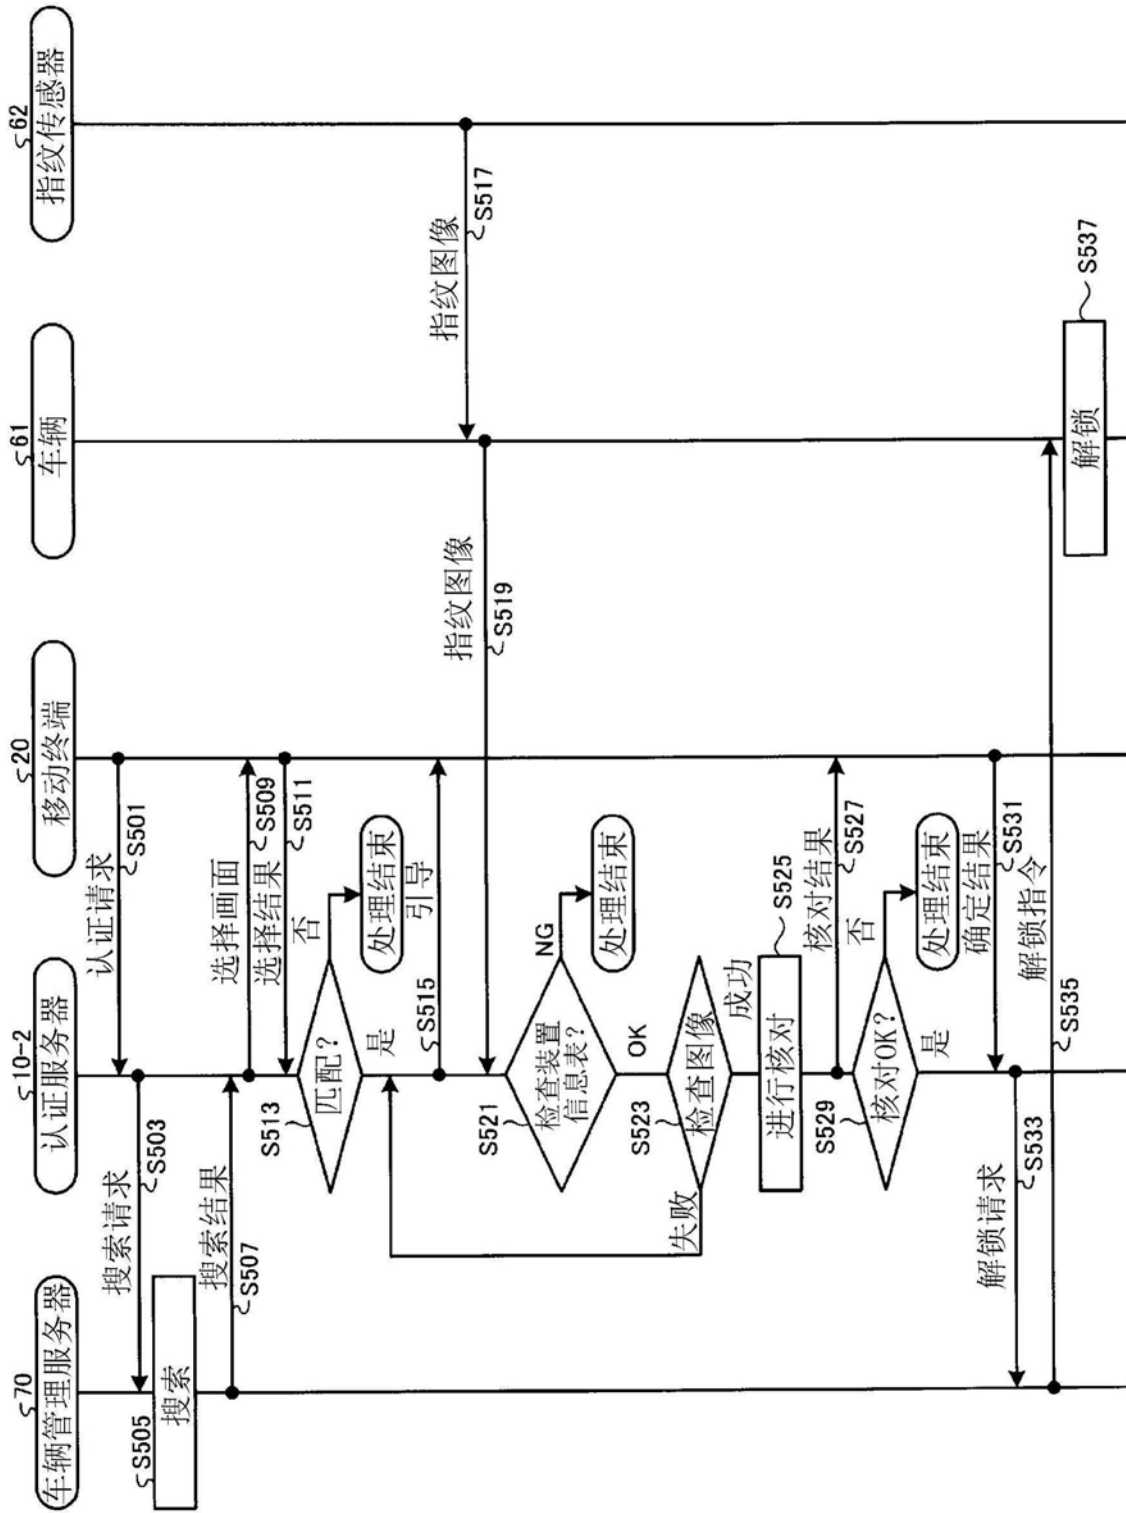 70
车辆管理服务器
10-2
认证服务器
20
移动终端
61
车辆
62
指纹传感器
认证请求
S501
搜索请求
S503
S505
搜索
搜索结果
S507
选择画面
S509
选择结果
S511
S513
匹配?
否
处理结束
是
引导
S515
指纹图像
S517
指纹图像
S519
S521
检查装置
信息表?
NG
处理结束
OK
S523
检查图像
失败
成功
进行核对
S525
核对结果
S527
S529
核对OK?
否
处理结束
是
确定结果
S531
解锁请求
S533
解锁指令
S535
解锁
S537